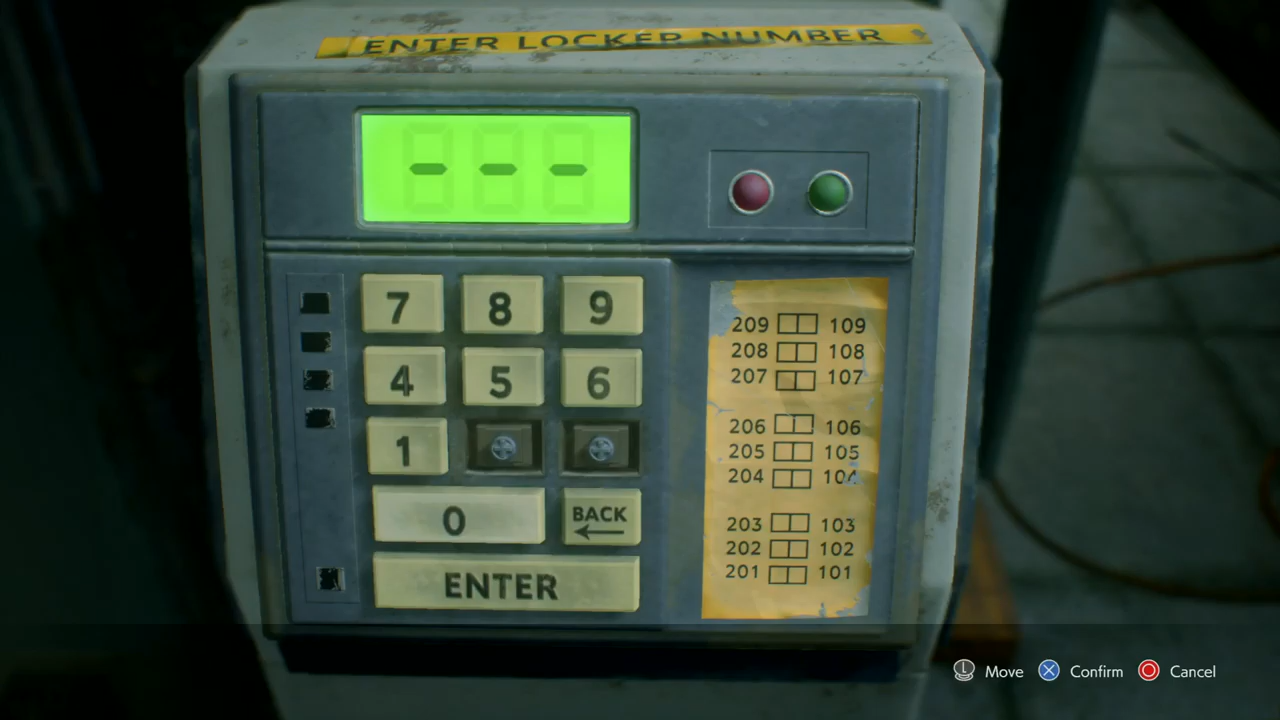 ENTER LOCKER NUMBER
7 8 9
4 5 6
1
0 BACK
ENTER
209 109
208 108
207 107
206 106
205 105
204 104
203 103
202 102
201 101
L Move Confirm Cancel